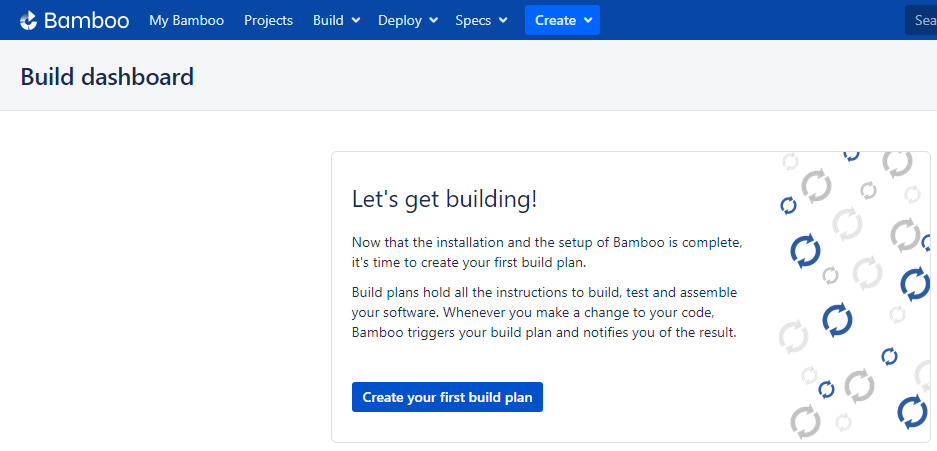 Bamboo My Bamboo Projects Build Deploy Specs Create
Build dashboard
Let's get building!
Now that the installation and the setup of Bamboo is complete,
it's time to create your first build plan.
Build plans hold all the instructions to build, test and assemble
your software. Whenever you make a change to your code,
Bamboo triggers your build plan and notifies you of the result.
Create your first build plan